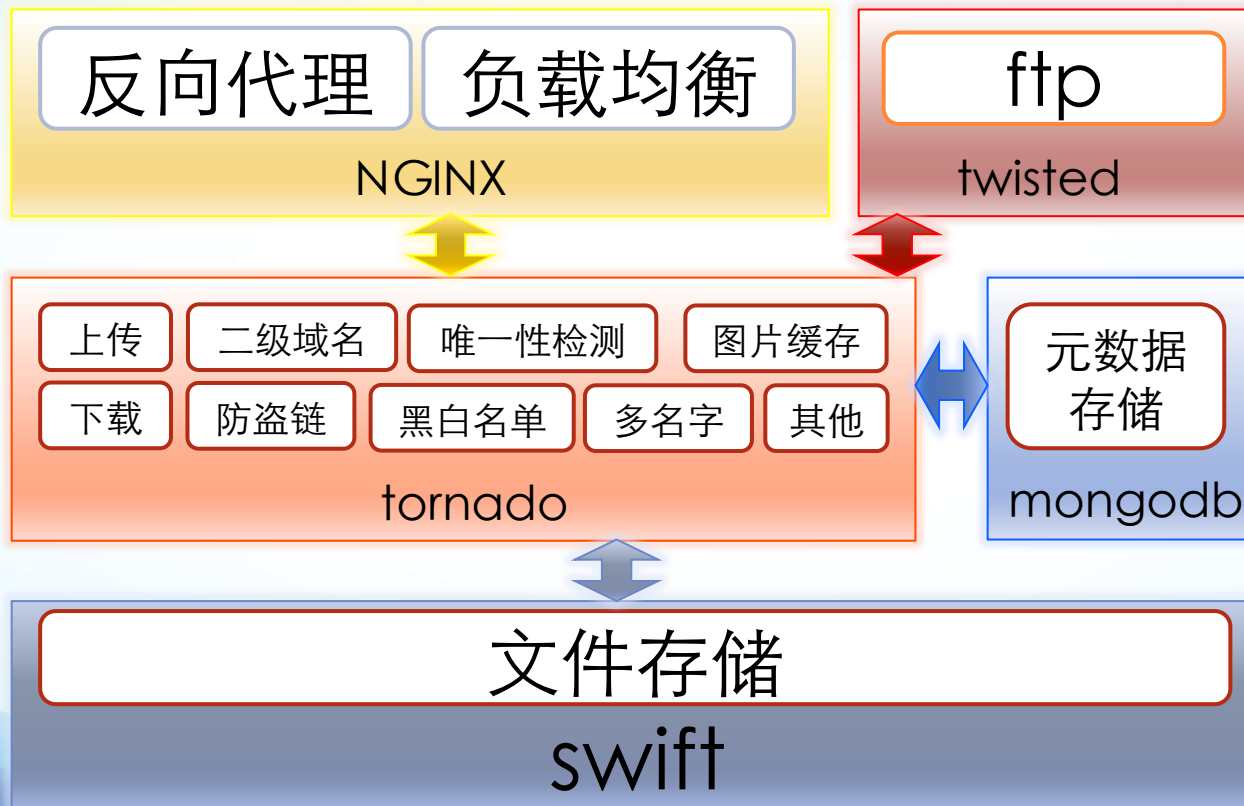 反向代理
负载均衡
NGINX
ftp
twisted
上传
二级域名
唯一性检测
图片缓存
下载
防盗链
黑白名单
多名字
其他
tornado
元数据
存储
mongodb
文件存储
swift